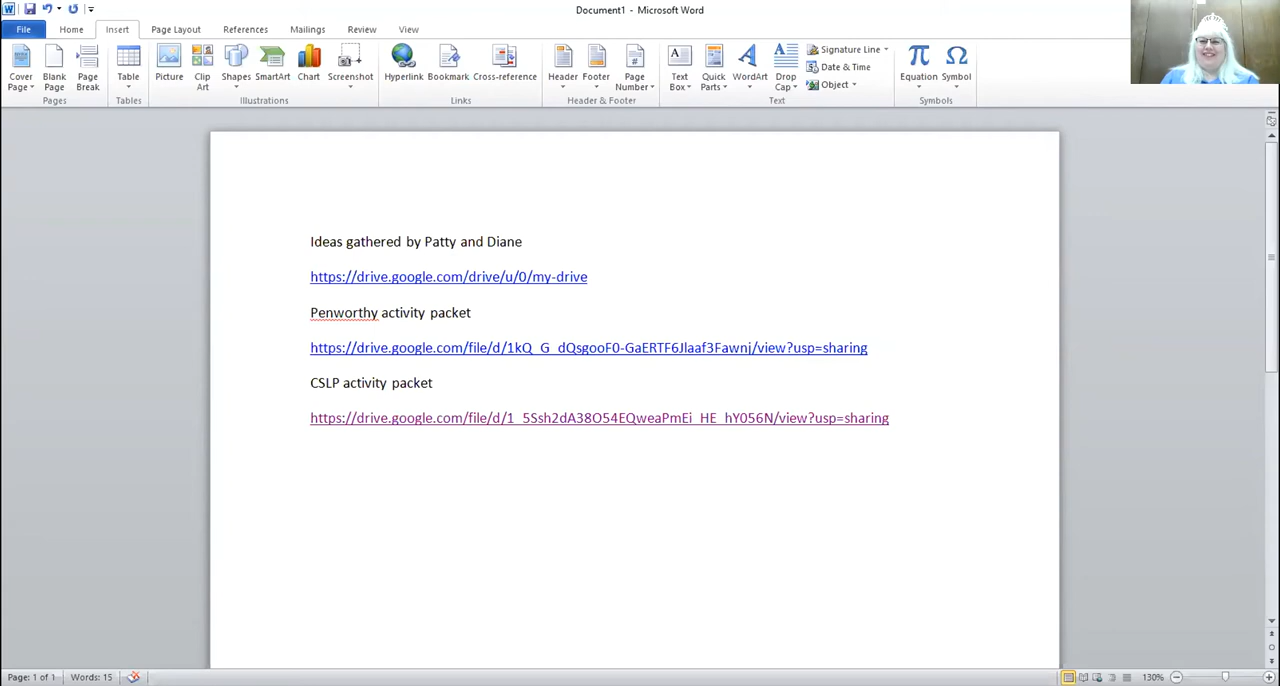 Document1 - Microsoft Word
File Home Insert Page Layout References Mailings Review View
Cover Page Blank Page Page Break Table Picture Clip Art Shapes SmartArt Chart Screenshot Hyperlink Bookmark Cross-reference Header Footer Page Number Text Box Quick Parts WordArt Drop Cap Signature Line Date & Time Object Equation Symbol
Pages Tables Illustrations Links Header & Footer Text Symbols
Ideas gathered by Patty and Diane
https://drive.google.com/drive/u/0/my-drive
Penworthy activity packet
https://drive.google.com/file/d/1kQ_G_dQsgooF0-GaERTF6Jlaaf3Fawnj/view?usp=sharing
CSLP activity packet
https://drive.google.com/file/d/1_5Ssh2dA38O54EQweaPmEi_HE_hY056N/view?usp=sharing
Page: 1 of 1 Words: 15 130%